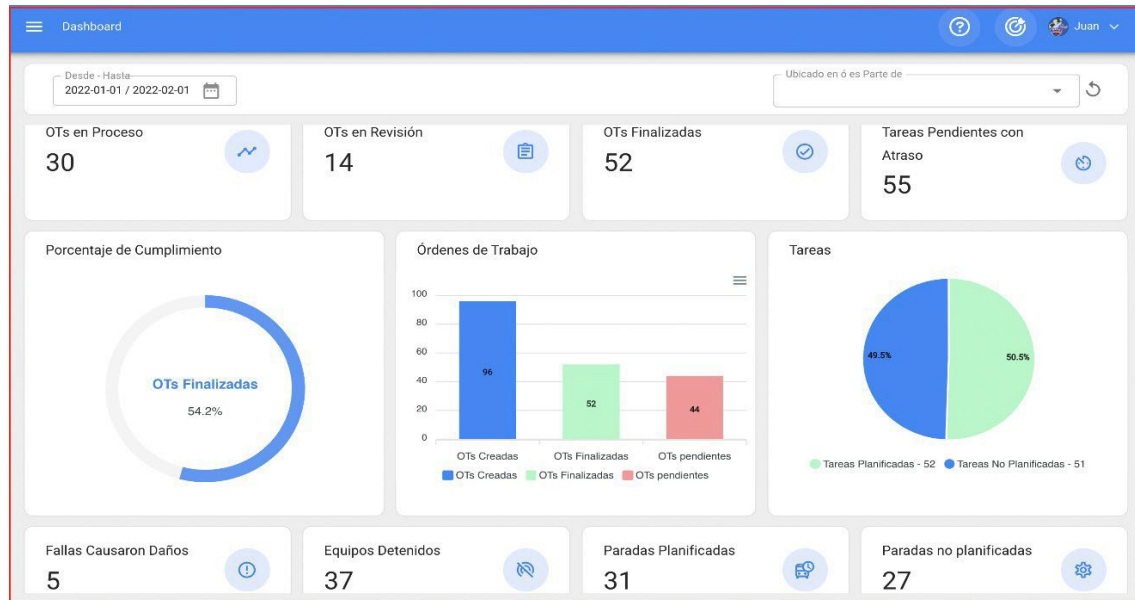 Dashboard
Juan
Desde - Hasta
2022-01-01 / 2022-02-01
Ubicado en ó es Parte de
OTs en Proceso
30
OTs en Revisión
14
OTs Finalizadas
52
Tareas Pendientes con
Atraso
55
Porcentaje de Cumplimiento
OTs Finalizadas
54.2%
Órdenes de Trabajo
100
80
60
40
20
0
96
52
44
OTs Creadas
OTs Finalizadas
OTs pendientes
OTs Creadas
OTs Finalizadas
OTs pendientes
Tareas
49.5%
50.5%
Tareas Planificadas - 52
Tareas No Planificadas - 51
Fallas Causaron Daños
5
Equipos Detenidos
37
Paradas Planificadas
31
Paradas no planificadas
27